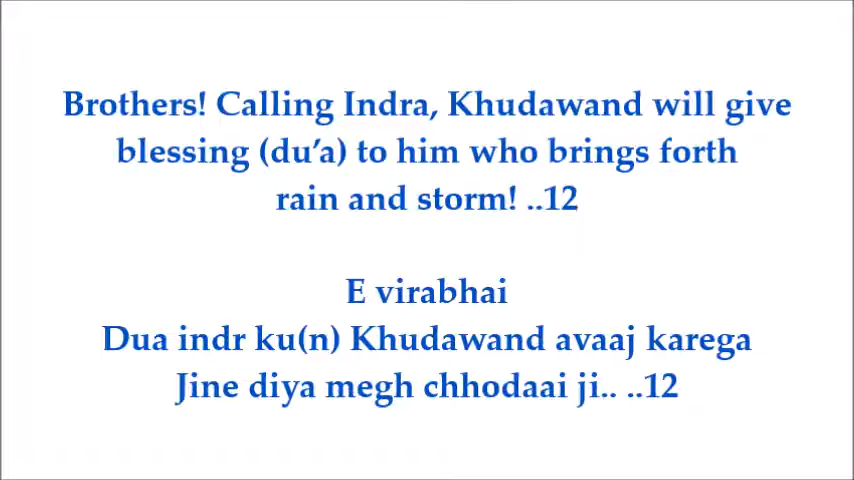 Brothers! Calling Indra, Khudawand will give
blessing (du’a) to him who brings forth
rain and storm! ..12
E virabhai
Dua indr ku(n) Khudawand avaaj karega
Jine diya megh chhodaai ji.. ..12